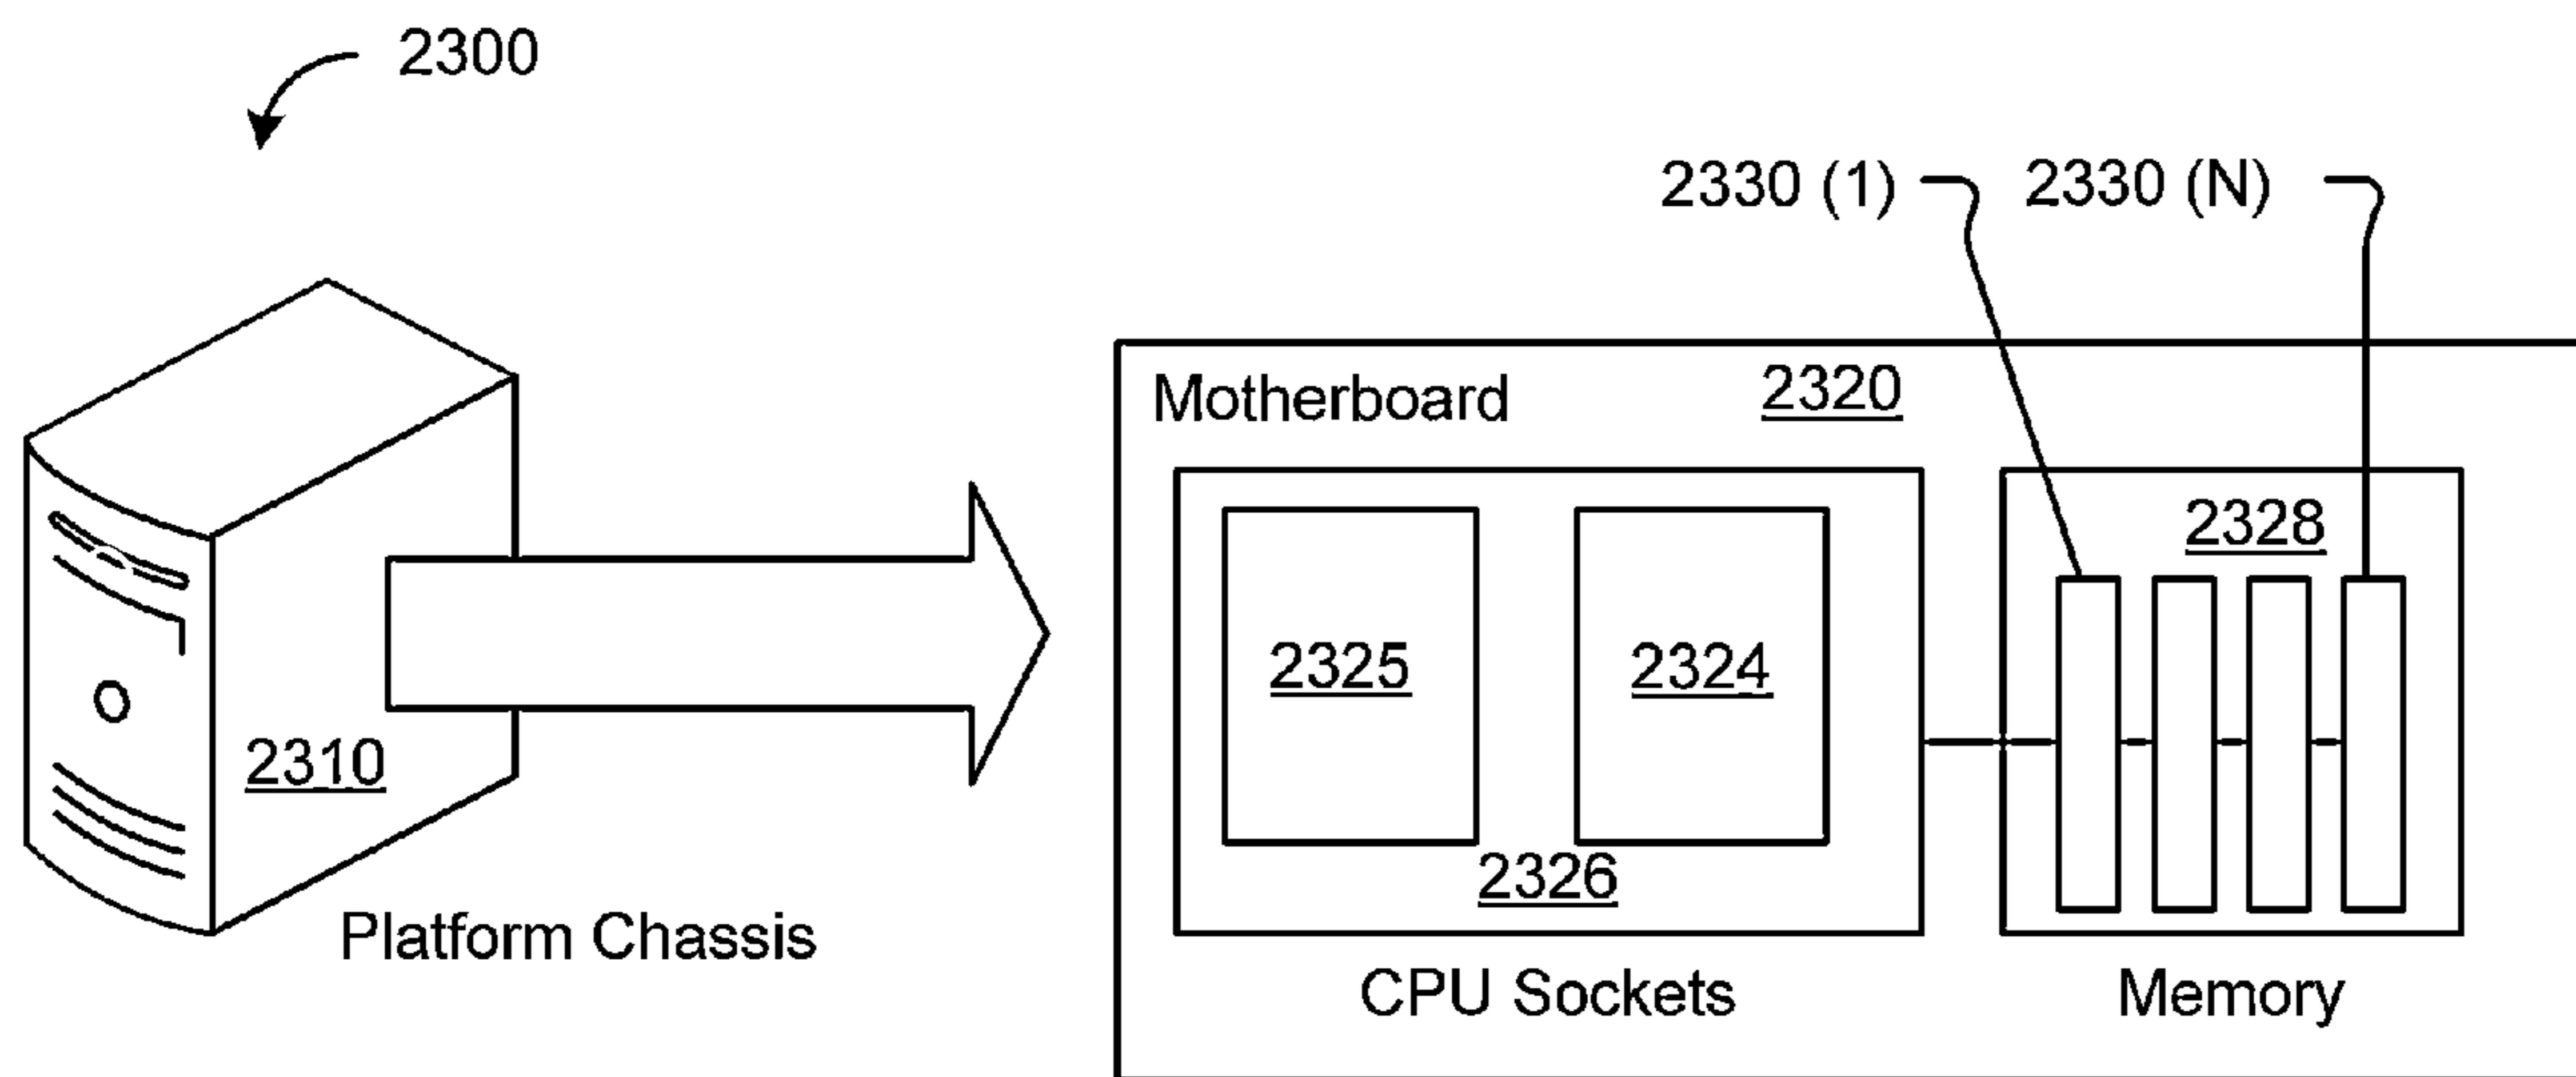 2300
2330 (1) 2330 (N)
Motherboard 2320
2328
2325 2324
2310
2326
Platform Chassis
CPU Sockets Memory